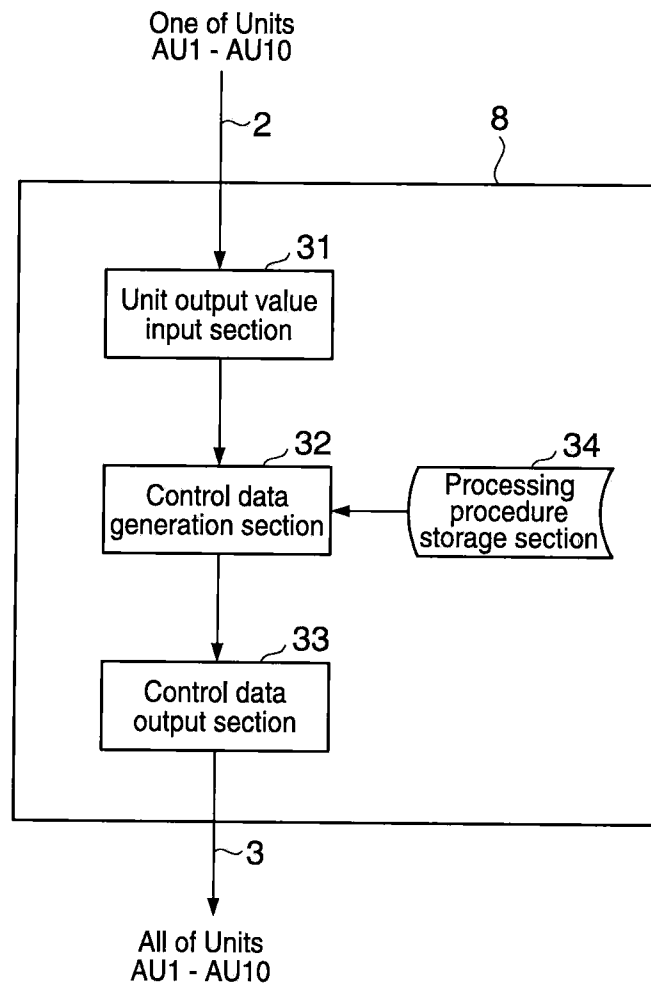 One of Units
AU1 - AU10
2
8
31
Unit output value
input section
32
Control data
generation section
34
Processing
procedure
storage section
33
Control data
output section
3
All of Units
AU1 - AU10